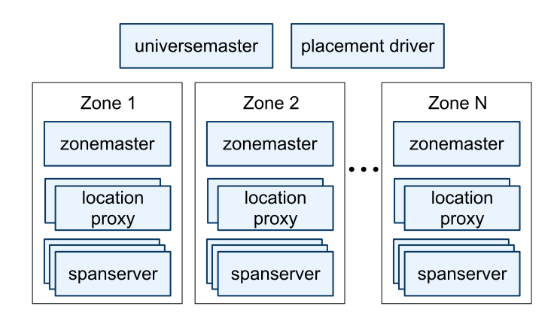 universemaster
placement driver
Zone 1
zonemaster
location
proxy
spanserver
Zone 2
zonemaster
location
proxy
spanserver
...
Zone N
zonemaster
location
proxy
spanserver